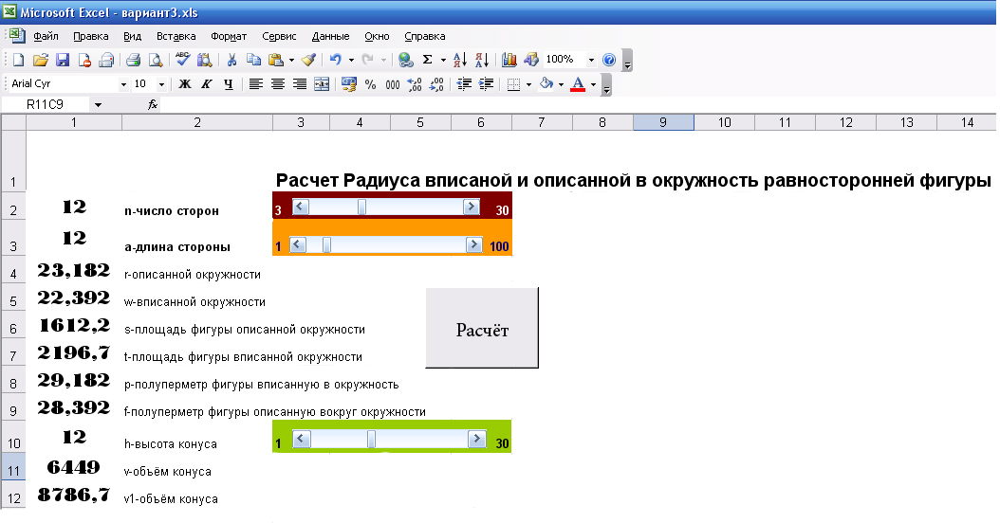 Microsoft Excel - вариант3.xls
Файл Правка Вид Вставка Формат Сервис Данные Окно Справка
100%
Arial Cyr 10 Ж К Ч % 000
R11C9 fx
1 2 3 4 5 6 7 8 9 10 11 12 13 14
1 Расчет Радиуса вписаной и описанной в окружность равносторонней фигуры
2 12 n-число сторон 3 30
3 12 a-длина стороны 1 100
4 23,182 r-описанной окружности
5 22,392 w-вписанной окружности
6 1612,2 s-площадь фигуры описанной окружности
7 2196,7 t-площадь фигуры вписанной окружности
Расчёт
8 29,182 p-полуперметр фигуры вписанную в окружность
9 28,392 f-полуперметр фигуры описанную вокруг окружности
10 12 h-высота конуса 1 30
11 6449 v-объём конуса
12 8786,7 v1-объём конуса